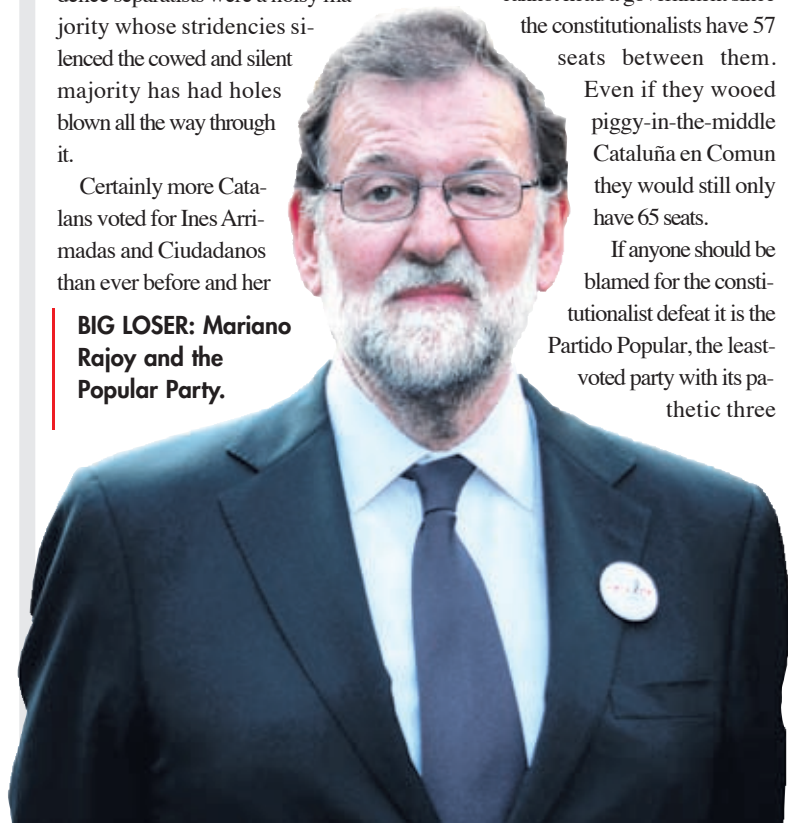 jority whose stridencies si-
lenced the cowed and silent
majority has had holes
blown all the way through
it.
Certainly more Cata-
lans voted for Ines Arri-
madas and Ciudadanos
than ever before and her
BIG LOSER: Mariano
Rajoy and the
Popular Party.
the constitutionalists have 57
seats between them.
Even if they wooed
piggy-in-the-middle
Cataluña en Comun
they would still only
have 65 seats.
If anyone should be
blamed for the consti-
tutionalist defeat it is the
Partido Popular, the least-
voted party with its pa-
thetic three